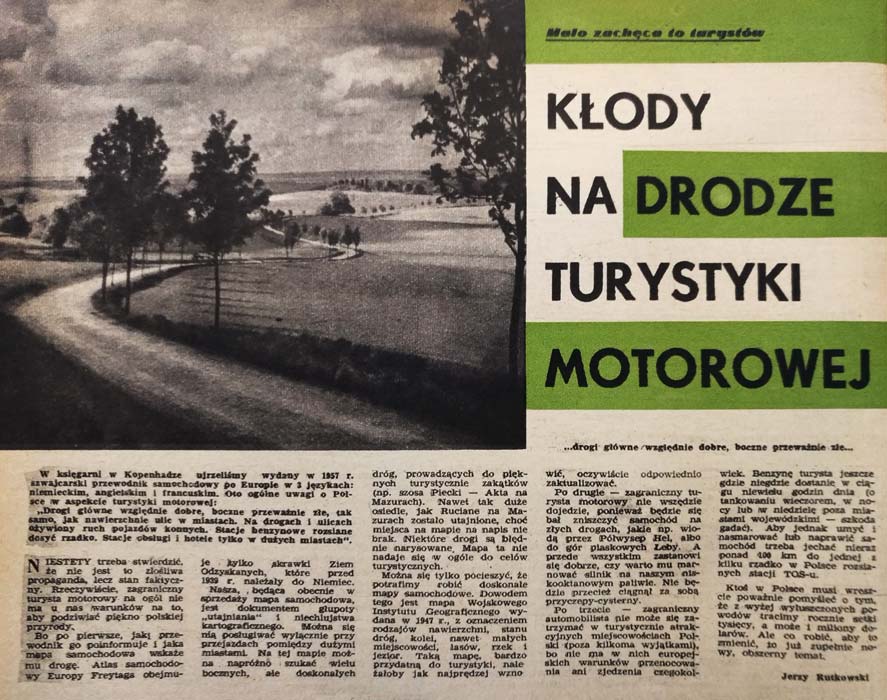 Mało zachęca to turystów
KŁODY
NA DRODZE
TURYSTYKI
MOTOROWEJ
...drogi główne względnie dobre, boczne przeważnie złe...
W księgarni w Kopenhadze ujrzeliśmy wydany w 1957 r.
szwajcarski przewodnik samochodowy po Europie w 3 językach:
niemieckim, angielskim i francuskim. Oto ogólne uwagi o Pol-
sce w aspekcie turystyki motorowej:
„Drogi główne względnie dobre, boczne przeważnie złe, tak
samo, jak nawierzchnie ulic w miastach. Na drogach i ulicach
ożywiony ruch pojazdów konnych. Stacje benzynowe rozsiane
dosyć rzadko. Stacje obsługi i hotele tylko w dużych miastach".
NIESTETY trzeba stwierdzić,
że nie jest to złośliwa
propaganda, lecz stan faktycz-
ny. Rzeczywiście, zagraniczny
turysta motorowy na ogół nie
ma u nas warunków na to,
aby podziwiać piękno polskiej
przyrody.
Bo po pierwsze, jaki prze-
wodnik go poinformuje i jaka
mapa samochodowa wskaże
mu drogę. Atlas samochodo-
wy Europy Freytaga obejmu-
je tylko skrawki Ziem
Odzyskanych, które przed
1939 r. należały do Niemiec.
Nasza, będąca obecnie w
sprzedaży mapa samochodowa,
jest dokumentem głupoty
„utajniania" i niechlujstwa
kartograficznego. Można się
nią posługiwać wyłącznie przy
przejazdach pomiędzy dużymi
miastami. Na tej mapie moż-
na napróżno szukać wielu
bocznych, ale doskonałych
dróg, prowadzących do pięk-
nych turystycznie zakątków
(np. szosa Piecki — Akta na
Mazurach). Nawet tak duże
osiedle, jak Ruciane na Ma-
zurach zostało utajnione, choć
miejsca na mapie na napis nie
brak. Niektóre drogi są błęd-
nie narysowane. Mapa ta nie
nadaje się w ogóle do celów
turystycznych.
Można się tylko pocieszyć, że
potrafimy robić doskonałe
mapy samochodowe. Dowodem
tego jest mapa Wojskowego
Instytutu Geograficznego wy-
dana w 1947 r., z oznaczeniem
rodzajów nawierzchni, stanu
dróg, kolei, nawet małych
miejscowości, lasów, rzek i
jezior. Taką mapę, bardzo
przydatną do turystyki, nale-
żałoby jak najprędzej wzno-
wić, oczywiście odpowiednio
zaktualizować.
Po drugie — zagraniczny tu-
rysta motorowy nie wszędzie
dojedzie, ponieważ będzie się
bał zniszczyć samochód na
złych drogach, jakie np. wio-
dą przez Półwysep Hel, albo
do gór piaskowych Łeby. A
przede wszystkim zastanowi
się dobrze, czy warto mu mar-
nować silnik na naszym nis-
kooktanowym paliwie. Nie bę-
dzie przecież ciągnął za sobą
przyczepy-cysterny.
Po trzecie — zagraniczny
automobilista nie może się za-
trzymać w turystycznie atrak-
cyjnych miejscowościach Pol-
ski (poza kilkoma wyjątkami),
bo nie ma w nich europej-
skich warunków przenocowa-
nia ani zjedzenia czegokol-
wiek. Benzynę turysta jeszcze
gdzie niegdzie dostanie w cią-
gu niewielu godzin dnia (o
tankowaniu wieczorem, w no-
cy lub w niedzielę poza mia-
stami wojewódzkimi — szkoda
gadać). Aby jednak umyć i
nasmarować lub naprawić sa-
mochód trzeba jechać nieraz
ponad 400 km do jednej z
kilku rzadko w Polsce rozsia-
nych stacji TOS-u.
Ktoś w Polsce musi wresz-
cie poważnie pomyśleć o tym,
że z wyżej wyłuszczonych po-
wodów tracimy rocznie setki
tysięcy, a może i miliony do-
larów. Ale co robić, aby to
zmienić, to już zupełnie no-
wy, obszerny temat.
Jerzy Rutkowski